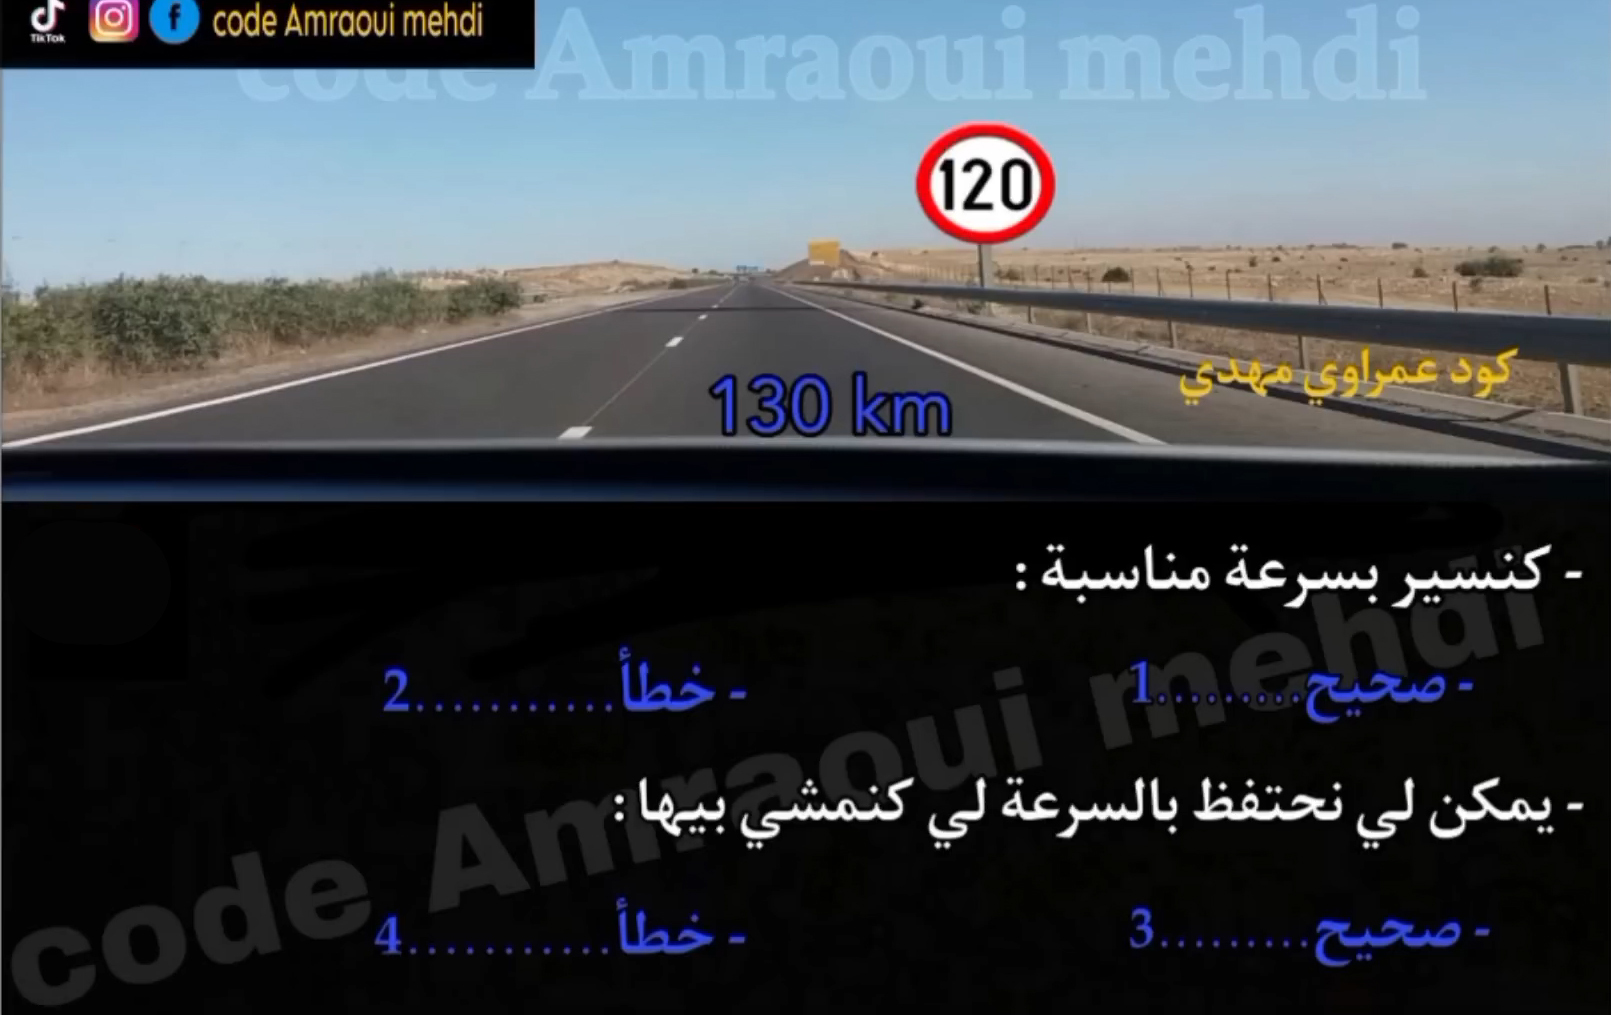 TikTok
code Amraoui mehdi
code Amraoui mehdi
120
130 km
كود عمراوي مهدي
- كنسير بسرعة مناسبة :
- صحيح.........1 - خطأ...........2
- يمكن لي نحتفظ بالسرعة لي كنمشي بيها :
- صحيح.........3 - خطأ...........4
code Amraoui mehdi